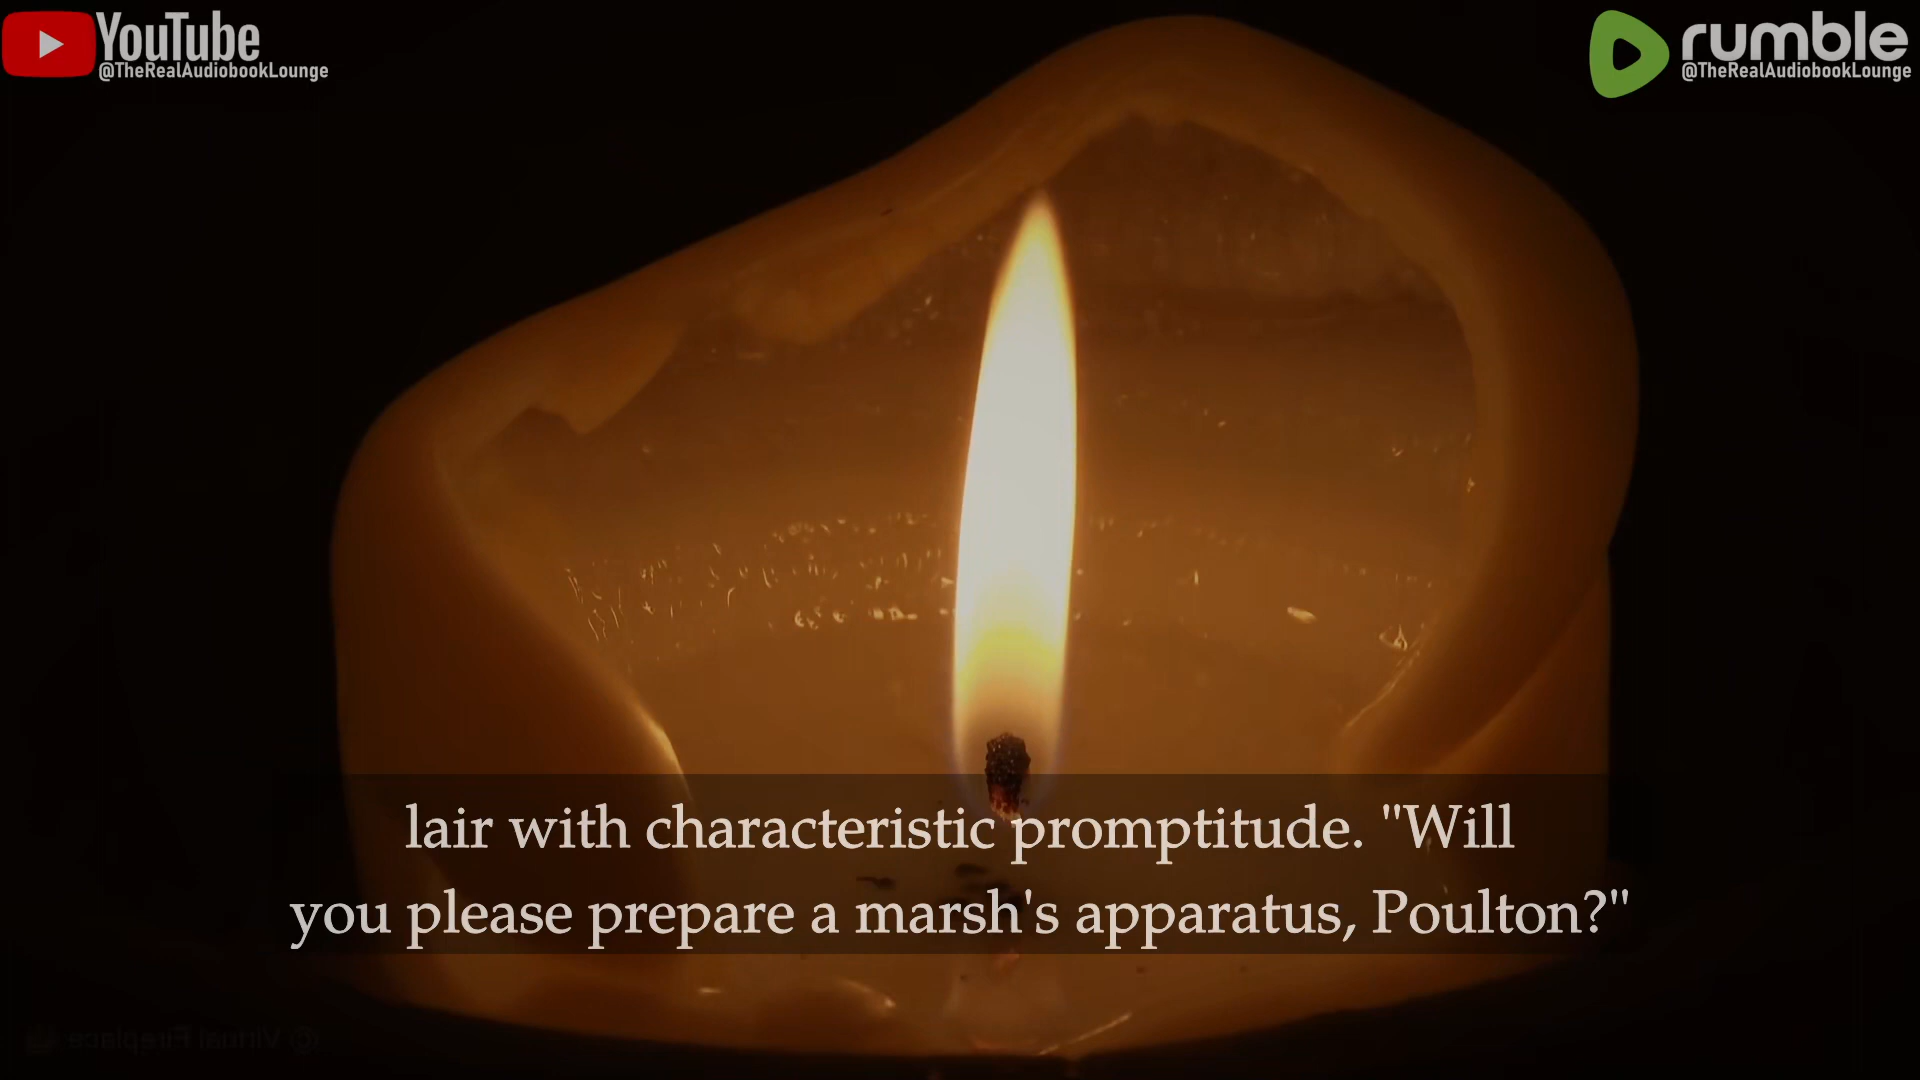 YouTube
@TheRealAudiobookLounge
rumble
@TheRealAudiobookLounge
lair with characteristic promptitude. "Will
you please prepare a marsh's apparatus, Poulton?"